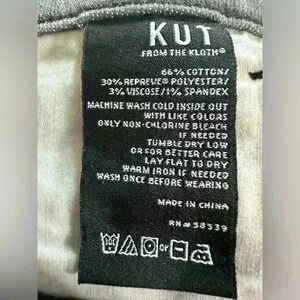 KUT
FROM THE KLOTH®
66% COTTON/
30% REPREVE® POLYESTER/
3% VISCOSE/1% SPANDEX
MACHINE WASH COLD INSIDE OUT
WITH LIKE COLORS
ONLY NON-CHLORINE BLEACH
IF NEEDED
TUMBLE DRY LOW
OR FOR BETTER CARE
LAY FLAT TO DRY
WARM IRON IF NEEDED
WASH ONCE BEFORE WEARING
MADE IN CHINA
RN# 58539
or